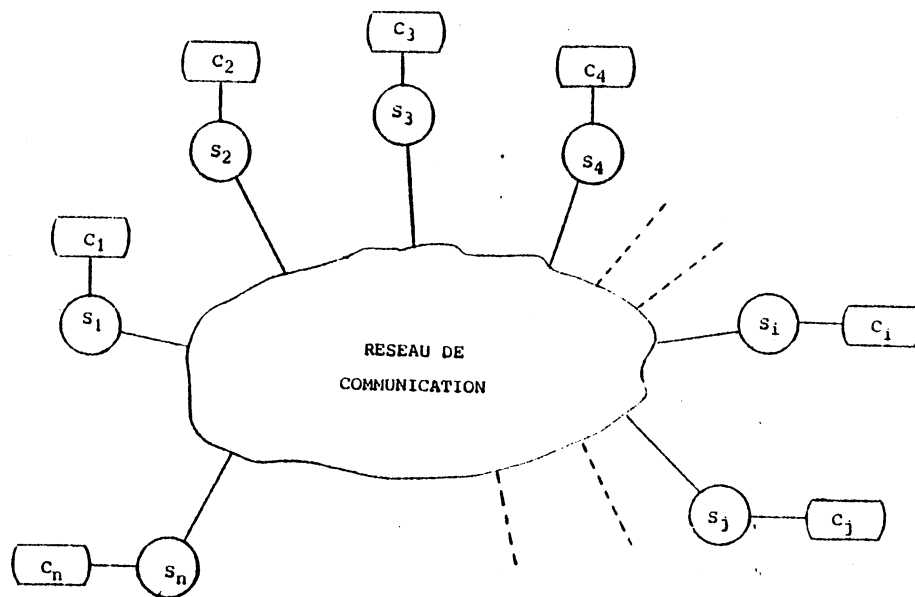 C3
C2
C4
S3
S2
S4
C1
S1
Si
Ci
RESEAU DE
COMMUNICATION
Sj
Cj
Cn
Sn